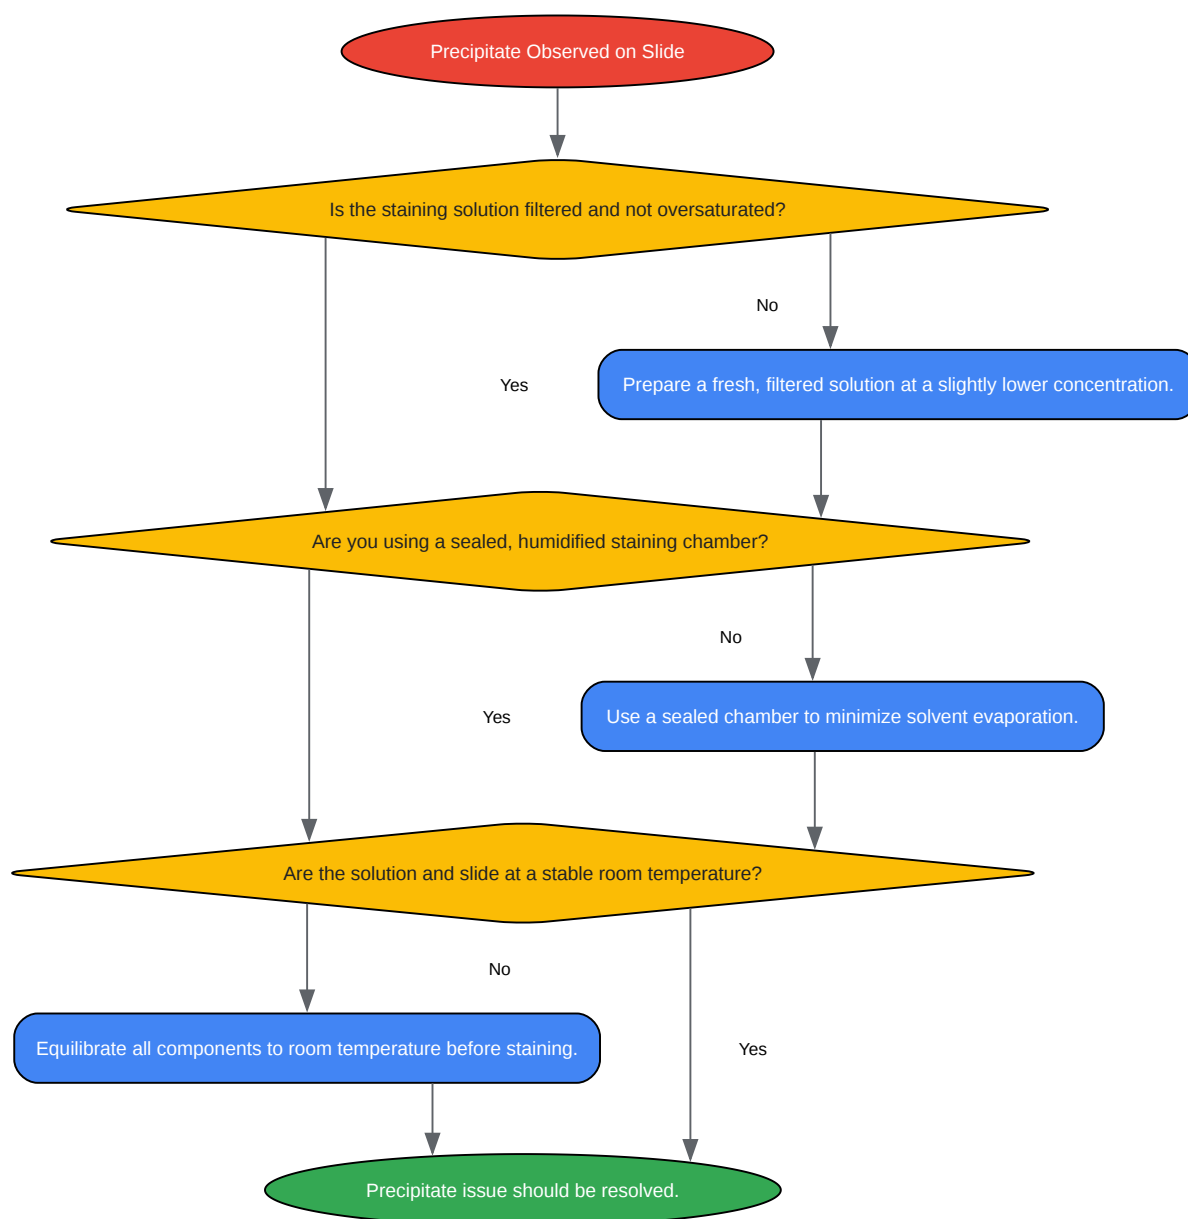 Precipitate Observed on Slide
Is the staining solution filtered and not oversaturated?
No
Yes
Prepare a fresh, filtered solution at a slightly lower concentration.
Are you using a sealed, humidified staining chamber?
No
Yes
Use a sealed chamber to minimize solvent evaporation.
Are the solution and slide at a stable room temperature?
No
Equilibrate all components to room temperature before staining.
Yes
Precipitate issue should be resolved.